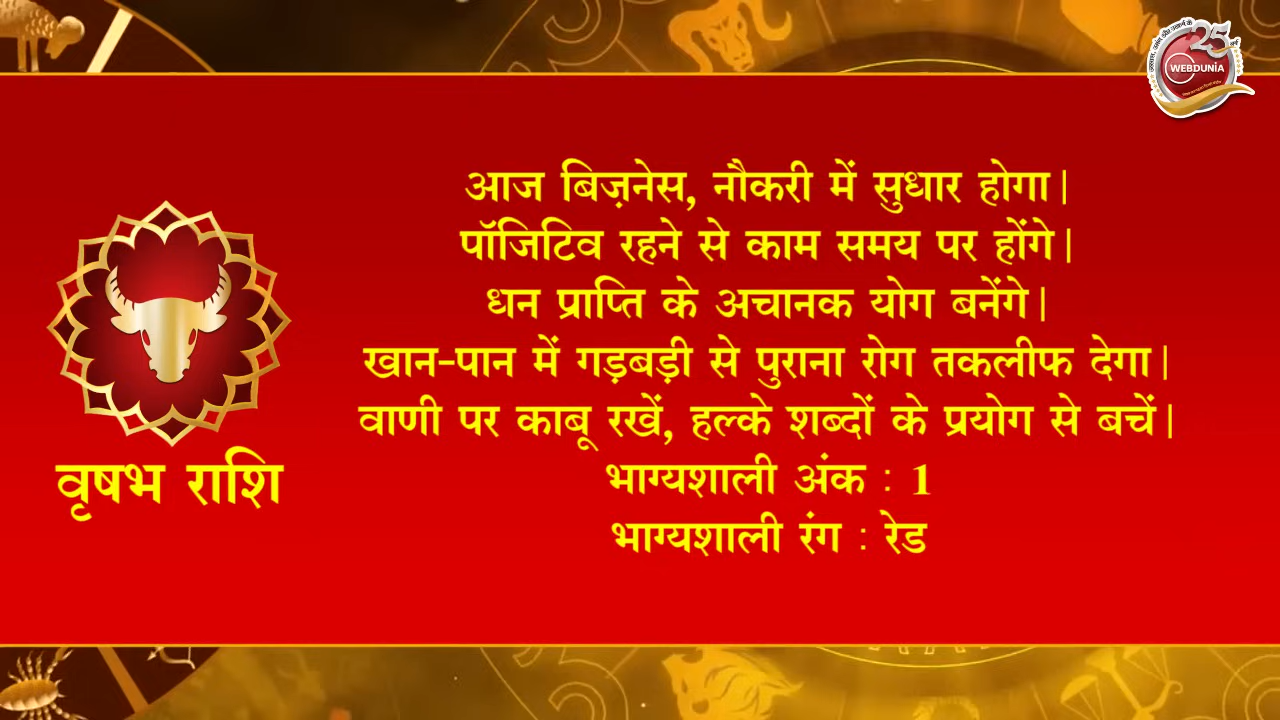 WEBDUNIA
आज बिज़नेस, नौकरी में सुधार होगा|
पॉजिटिव रहने से काम समय पर होंगे|
धन प्राप्ति के अचानक योग बनेंगे|
खान-पान में गड़बड़ी से पुराना रोग तकलीफ देगा|
वाणी पर काबू रखें, हल्के शब्दों के प्रयोग से बचें|
भाग्यशाली अंक : 1
भाग्यशाली रंग : रेड
वृषभ राशि
25